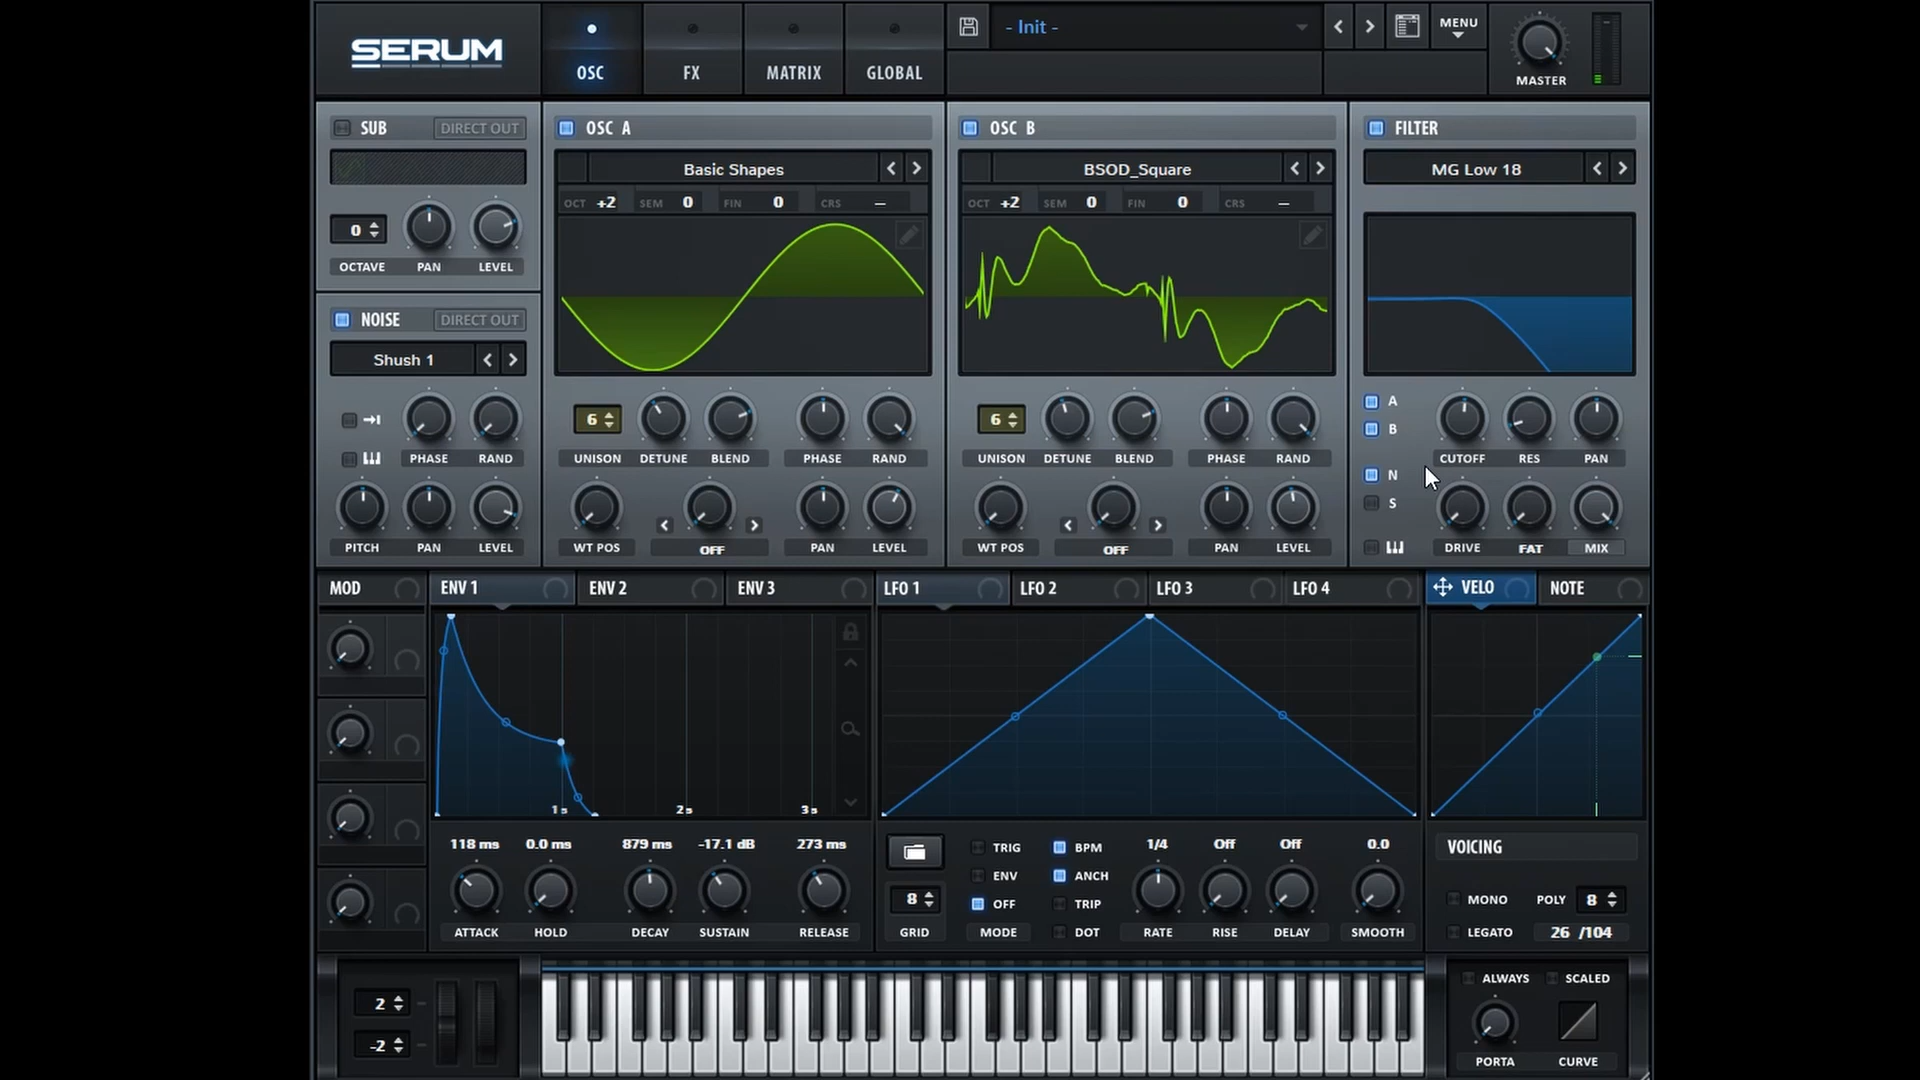 SERUM
OSC
FX
MATRIX
GLOBAL
- Init -
MENU
MASTER
SUB
DIRECT OUT
0
OCTAVE PAN LEVEL
NOISE
DIRECT OUT
Shush 1
PHASE RAND
PITCH PAN LEVEL
OSC A
Basic Shapes
OCT +2 SEM 0 FIN 0 CRS –
6
UNISON DETUNE BLEND PHASE RAND
WT POS OFF PAN LEVEL
OSC B
BSOD_Square
OCT +2 SEM 0 FIN 0 CRS –
6
UNISON DETUNE BLEND PHASE RAND
WT POS OFF PAN LEVEL
FILTER
MG Low 18
A
B
N
S
CUTOFF RES PAN
DRIVE FAT MIX
MOD
ENV 1 ENV 2 ENV 3
1s 2s 3s
118 ms 0.0 ms 879 ms -17.1 dB 273 ms
ATTACK HOLD DECAY SUSTAIN RELEASE
LFO 1 LFO 2 LFO 3 LFO 4
8
GRID
TRIG
ENV
OFF
MODE
BPM
ANCH
TRIP
DOT
1/4 Off Off 0.0
RATE RISE DELAY SMOOTH
VELO NOTE
VOICING
MONO POLY 8
LEGATO 26 /104
2
-2
ALWAYS SCALED
PORTA CURVE